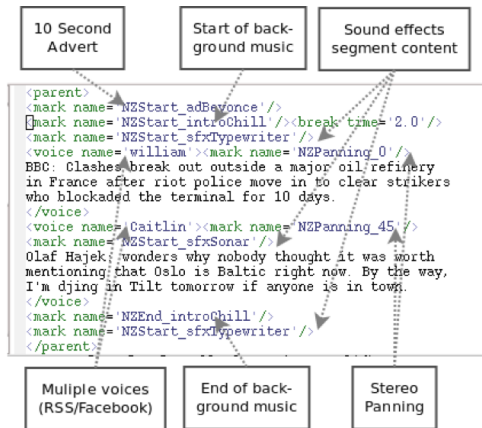 10 Second
Advert
Start of back-
ground music
Sound effects
segment content
<parent>
<mark name='NZStart_adBeyonce'/>
<mark name='NZStart_introChill'/><break time='2.0'/>
<mark name='NZStart_sfxTypewriter'/>
<voice name='william'><mark name='NZPanning_0'/>
BBC: Clashes break out outside a major oil refinery
in France after riot police move in to clear strikers
who blockaded the terminal for 10 days.
</voice>
<voice name='Caitlin'><mark name='NZPanning_45'/>
<mark name='NZStart_sfxSonar'/>
Olaf Hajek: wonders why nobody thought it was worth
mentioning that Oslo is Baltic right now. By the way,
I'm djing in Tilt tomorrow if anyone is in town.
</voice>
<mark name='NZEnd_introChill'/>
<mark name='NZStart_sfxTypewriter'/>
</parent>
Muliple voices
(RSS/Facebook)
End of back-
ground music
Stereo
Panning